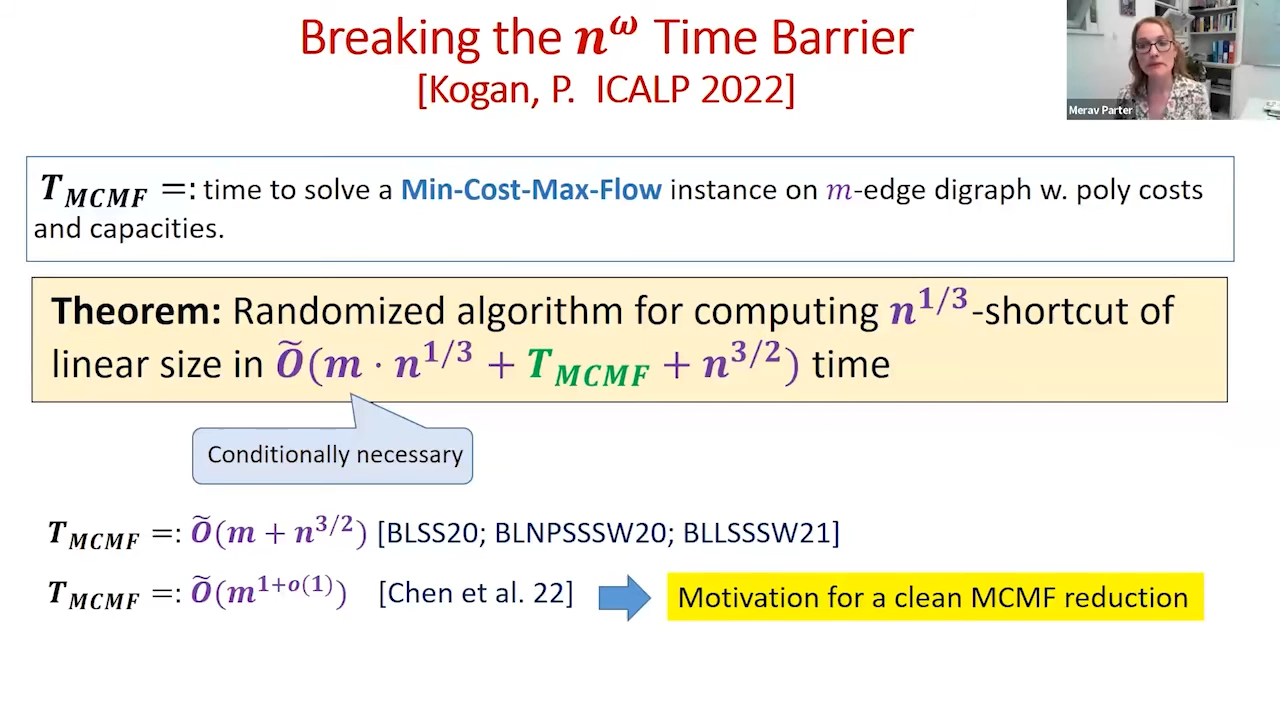 Breaking the n^ω Time Barrier
[Kogan, P. ICALP 2022]
Merav Parter
T_MCMF =: time to solve a Min-Cost-Max-Flow instance on m-edge digraph w. poly costs
and capacities.
Theorem: Randomized algorithm for computing n^{1/3}-shortcut of
linear size in Õ(m · n^{1/3} + T_MCMF + n^{3/2}) time
Conditionally necessary
T_MCMF =: Õ(m + n^{3/2}) [BLSS20; BLNPSSSW20; BLLSSSW21]
T_MCMF =: Õ(m^{1+o(1)}) [Chen et al. 22]
Motivation for a clean MCMF reduction